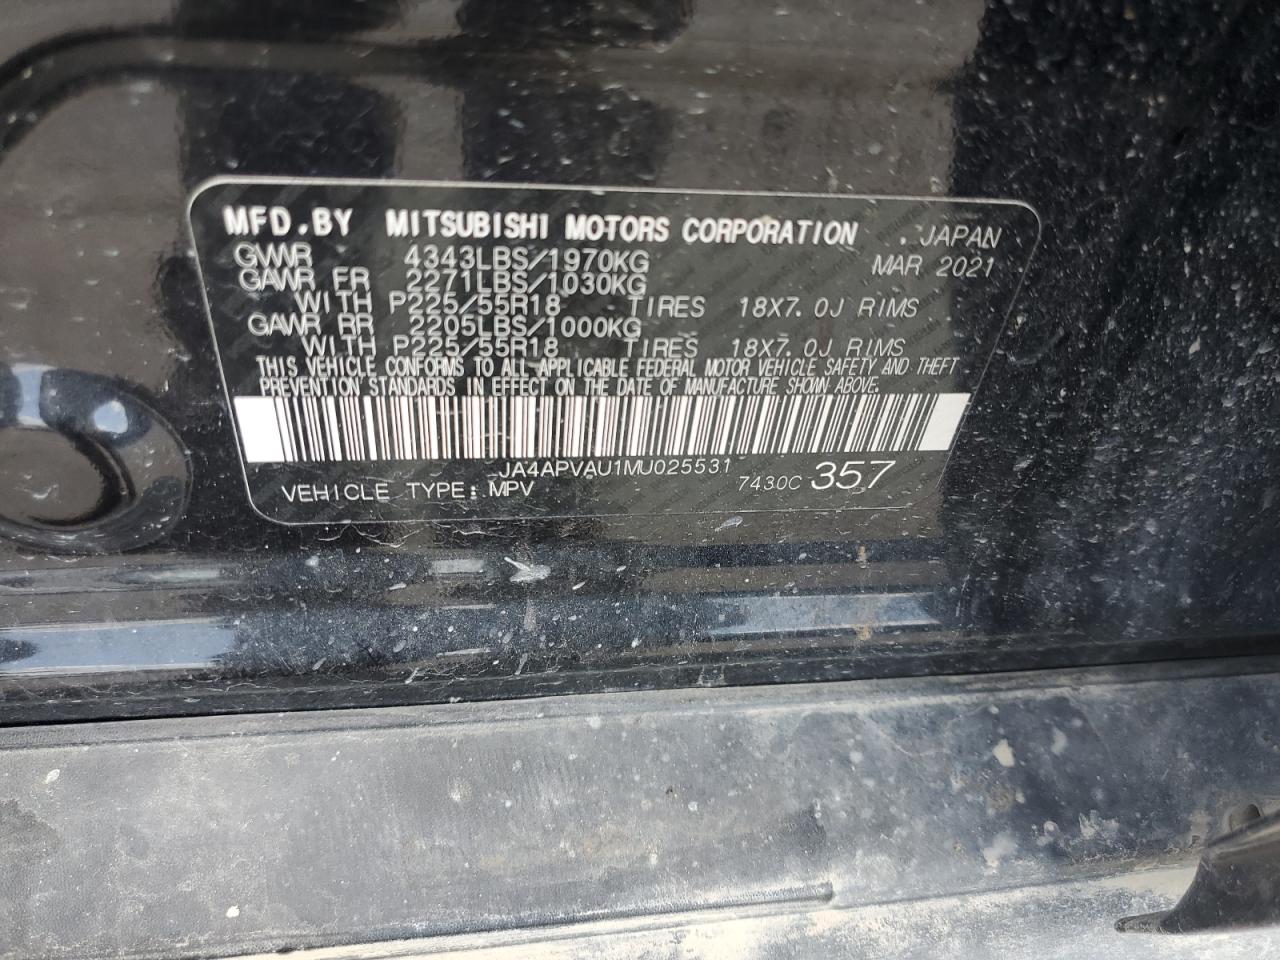 MFD.BY MITSUBISHI MOTORS CORPORATION JAPAN
GVWR 4343LBS/1970KG MAR 2021
GAWR FR 2271LBS/1030KG
WITH P225/55R18 TIRES 18X7.0J RIMS
GAWR RR 2205LBS/1000KG
WITH P225/55R18 TIRES 18X7.0J RIMS
THIS VEHICLE CONFORMS TO ALL APPLICABLE FEDERAL MOTOR VEHICLE SAFETY AND THEFT
PREVENTION STANDARDS IN EFFECT ON THE DATE OF MANUFACTURE SHOWN ABOVE.
JA4APVAU1MU025531
VEHICLE TYPE: MPV 7430C 357